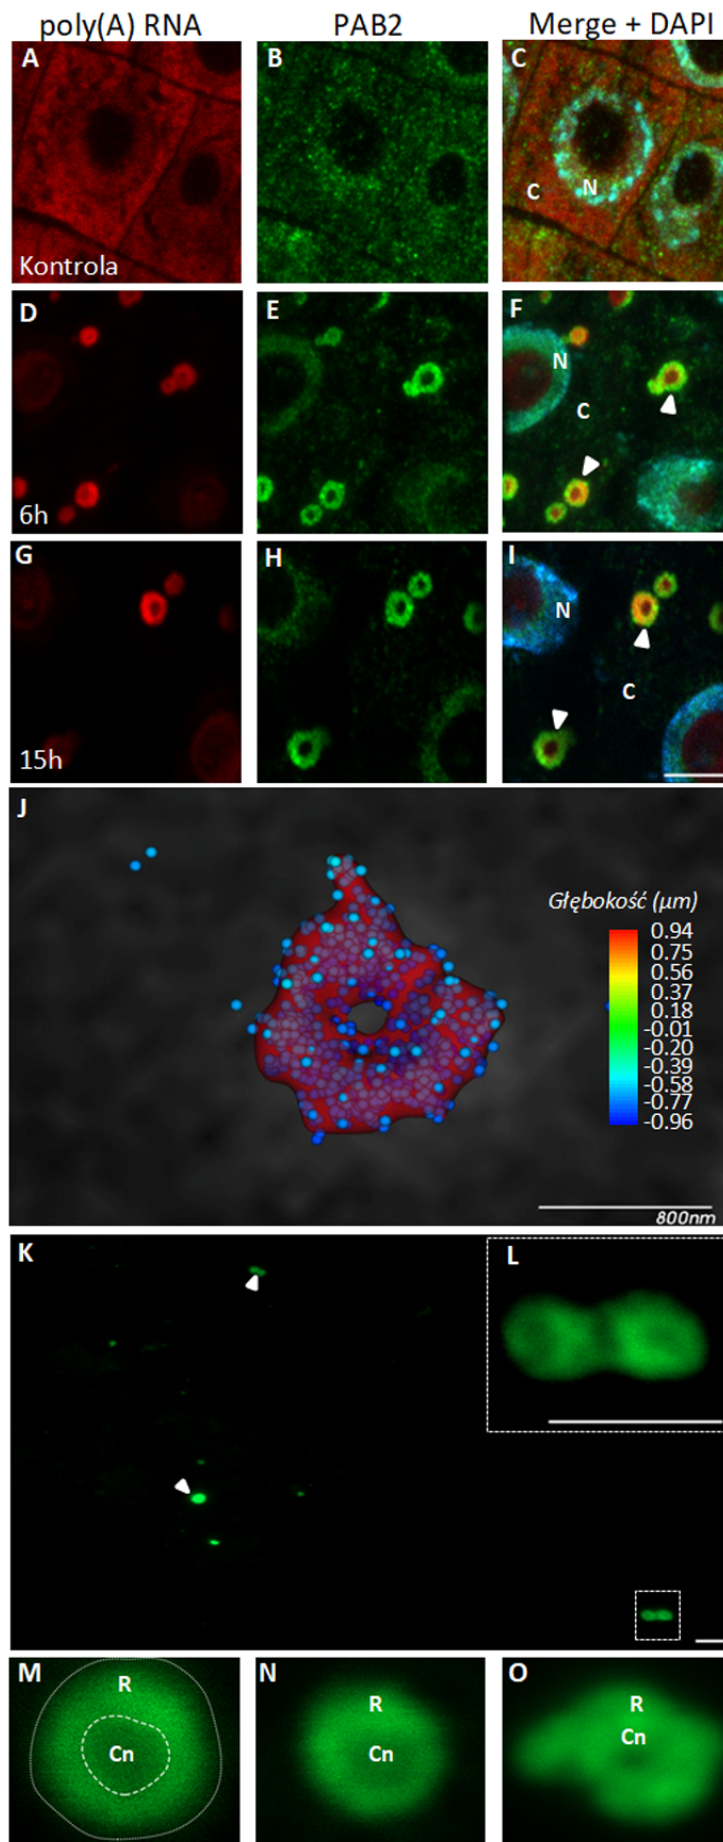 poly(A) RNA PAB2 Merge + DAPI
A B C
C N
Kontrola
D E F
N
C
6h
G H I
N
C
15h
J
Głębokość (µm)
0.94
0.75
0.56
0.37
0.18
-0.01
-0.20
-0.39
-0.58
-0.77
-0.96
800nm
K L
M N O
R R R
Cn Cn Cn